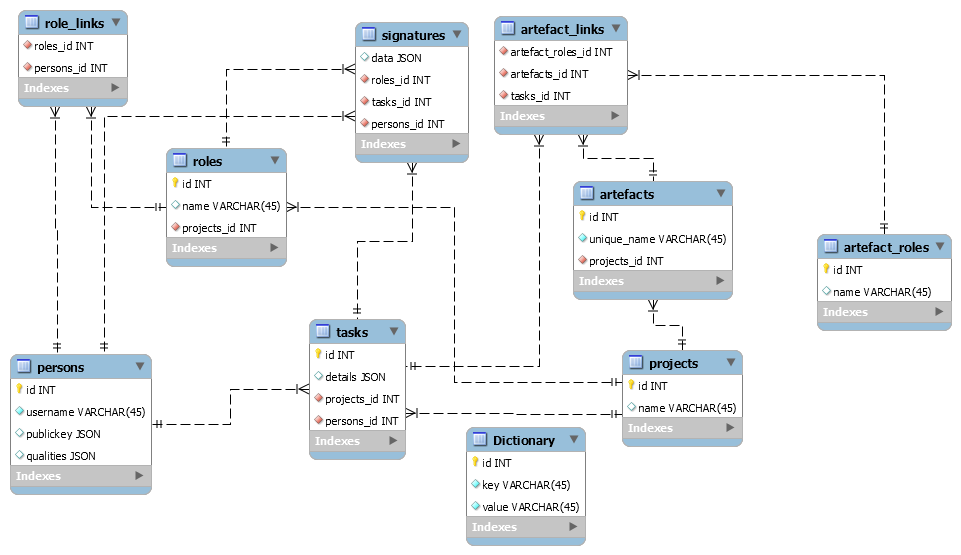 role_links
roles_id INT
persons_id INT
Indexes
signatures
data JSON
roles_id INT
tasks_id INT
persons_id INT
Indexes
artefact_links
artefact_roles_id INT
artefacts_id INT
tasks_id INT
Indexes
roles
id INT
name VARCHAR(45)
projects_id INT
Indexes
artefacts
id INT
unique_name VARCHAR(45)
projects_id INT
Indexes
artefact_roles
id INT
name VARCHAR(45)
Indexes
persons
id INT
username VARCHAR(45)
publickey JSON
qualities JSON
Indexes
tasks
id INT
details JSON
projects_id INT
persons_id INT
Indexes
projects
id INT
name VARCHAR(45)
Indexes
Dictionary
id INT
key VARCHAR(45)
value VARCHAR(45)
Indexes